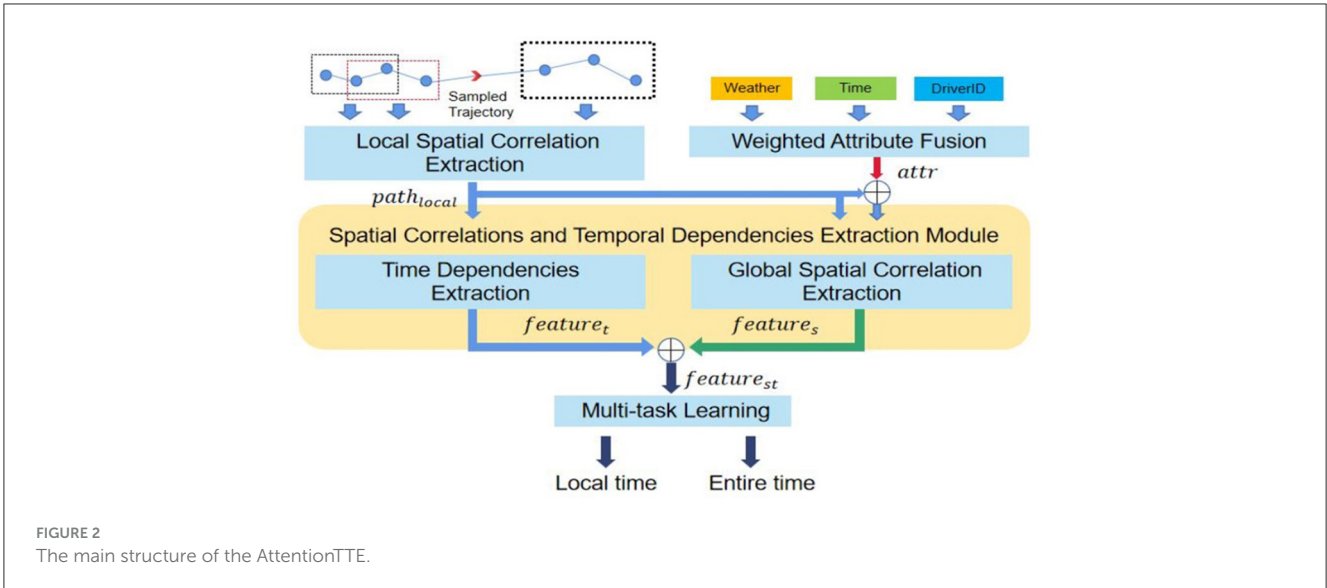 Sampled
Trajectory
Weather
Time
DriverID
Local Spatial Correlation
Extraction
Weighted Attribute Fusion
attr
path_local
Spatial Correlations and Temporal Dependencies Extraction Module
Time Dependencies
Extraction
Global Spatial Correlation
Extraction
feature_t
feature_s
feature_st
Multi-task Learning
Local time
Entire time
FIGURE 2
The main structure of the AttentionTTE.